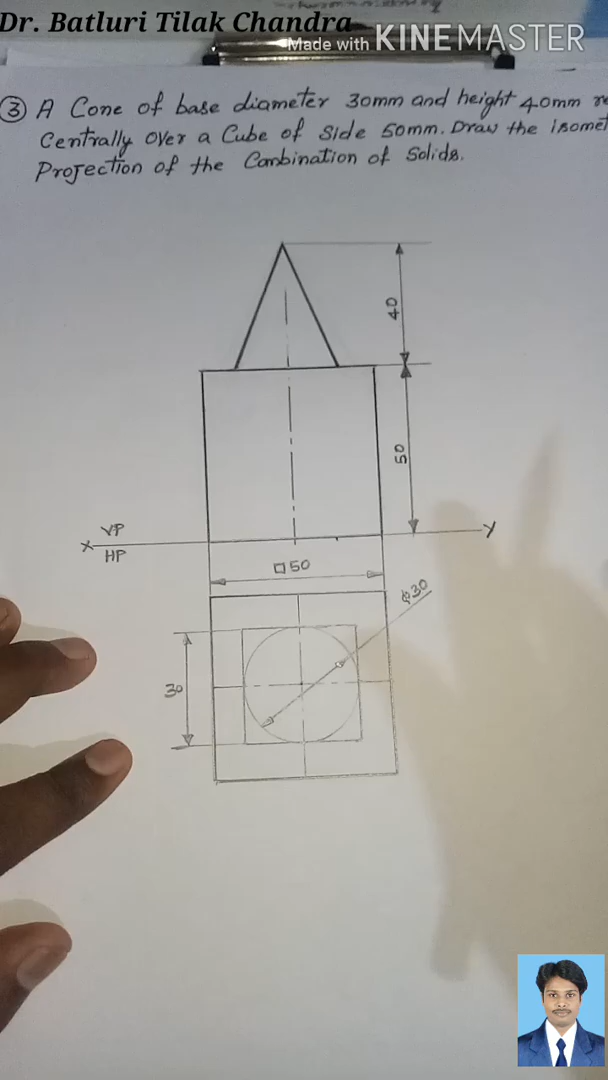 Dr. Batluri Tilak Chandra
Made with KINEMASTER
③ A Cone of base diameter 30mm and height 40mm
Centrally over a Cube of Side 50mm. Draw the isomet
Projection of the Combination of Solids.
40
50
VP
X
Y
HP
□50
ϕ30
30